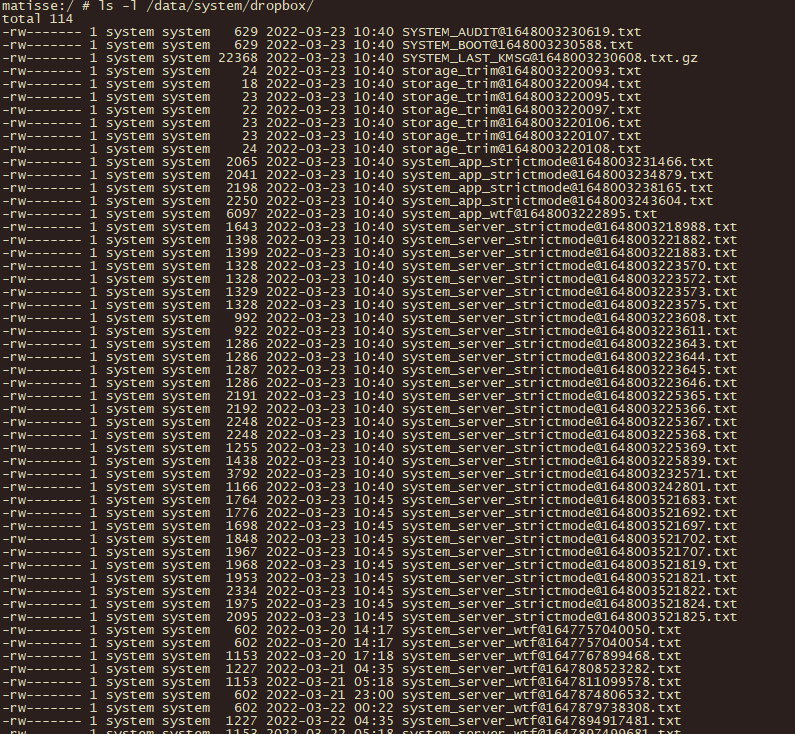 matisse:/ # ls -l /data/system/dropbox/
total 114
-rw------- 1 system system   629 2022-03-23 10:40 SYSTEM_AUDIT@1648003230619.txt
-rw------- 1 system system   629 2022-03-23 10:40 SYSTEM_BOOT@1648003230588.txt
-rw------- 1 system system 22368 2022-03-23 10:40 SYSTEM_LAST_KMSG@1648003230608.txt.gz
-rw------- 1 system system    24 2022-03-23 10:40 storage_trim@1648003220093.txt
-rw------- 1 system system    18 2022-03-23 10:40 storage_trim@1648003220094.txt
-rw------- 1 system system    23 2022-03-23 10:40 storage_trim@1648003220095.txt
-rw------- 1 system system    22 2022-03-23 10:40 storage_trim@1648003220097.txt
-rw------- 1 system system    23 2022-03-23 10:40 storage_trim@1648003220106.txt
-rw------- 1 system system    23 2022-03-23 10:40 storage_trim@1648003220107.txt
-rw------- 1 system system    24 2022-03-23 10:40 storage_trim@1648003220108.txt
-rw------- 1 system system  2065 2022-03-23 10:40 system_app_strictmode@1648003231466.txt
-rw------- 1 system system  2041 2022-03-23 10:40 system_app_strictmode@1648003234879.txt
-rw------- 1 system system  2198 2022-03-23 10:40 system_app_strictmode@1648003238165.txt
-rw------- 1 system system  2250 2022-03-23 10:40 system_app_strictmode@1648003243604.txt
-rw------- 1 system system  6097 2022-03-23 10:40 system_app_wtf@1648003222895.txt
-rw------- 1 system system  1643 2022-03-23 10:40 system_server_strictmode@1648003218988.txt
-rw------- 1 system system  1398 2022-03-23 10:40 system_server_strictmode@1648003221882.txt
-rw------- 1 system system  1399 2022-03-23 10:40 system_server_strictmode@1648003221883.txt
-rw------- 1 system system  1328 2022-03-23 10:40 system_server_strictmode@1648003223570.txt
-rw------- 1 system system  1328 2022-03-23 10:40 system_server_strictmode@1648003223572.txt
-rw------- 1 system system  1329 2022-03-23 10:40 system_server_strictmode@1648003223573.txt
-rw------- 1 system system  1328 2022-03-23 10:40 system_server_strictmode@1648003223575.txt
-rw------- 1 system system   992 2022-03-23 10:40 system_server_strictmode@1648003223608.txt
-rw------- 1 system system   922 2022-03-23 10:40 system_server_strictmode@1648003223611.txt
-rw------- 1 system system  1286 2022-03-23 10:40 system_server_strictmode@1648003223643.txt
-rw------- 1 system system  1286 2022-03-23 10:40 system_server_strictmode@1648003223644.txt
-rw------- 1 system system  1287 2022-03-23 10:40 system_server_strictmode@1648003223645.txt
-rw------- 1 system system  1286 2022-03-23 10:40 system_server_strictmode@1648003223646.txt
-rw------- 1 system system  2191 2022-03-23 10:40 system_server_strictmode@1648003225365.txt
-rw------- 1 system system  2192 2022-03-23 10:40 system_server_strictmode@1648003225366.txt
-rw------- 1 system system  2248 2022-03-23 10:40 system_server_strictmode@1648003225367.txt
-rw------- 1 system system  2248 2022-03-23 10:40 system_server_strictmode@1648003225368.txt
-rw------- 1 system system  1255 2022-03-23 10:40 system_server_strictmode@1648003225369.txt
-rw------- 1 system system  1438 2022-03-23 10:40 system_server_strictmode@1648003225839.txt
-rw------- 1 system system  3792 2022-03-23 10:40 system_server_strictmode@1648003232571.txt
-rw------- 1 system system  1166 2022-03-23 10:40 system_server_strictmode@1648003242801.txt
-rw------- 1 system system  1764 2022-03-23 10:45 system_server_strictmode@1648003521683.txt
-rw------- 1 system system  1776 2022-03-23 10:45 system_server_strictmode@1648003521692.txt
-rw------- 1 system system  1698 2022-03-23 10:45 system_server_strictmode@1648003521697.txt
-rw------- 1 system system  1848 2022-03-23 10:45 system_server_strictmode@1648003521702.txt
-rw------- 1 system system  1967 2022-03-23 10:45 system_server_strictmode@1648003521707.txt
-rw------- 1 system system  1968 2022-03-23 10:45 system_server_strictmode@1648003521819.txt
-rw------- 1 system system  1953 2022-03-23 10:45 system_server_strictmode@1648003521821.txt
-rw------- 1 system system  2334 2022-03-23 10:45 system_server_strictmode@1648003521822.txt
-rw------- 1 system system  1975 2022-03-23 10:45 system_server_strictmode@1648003521824.txt
-rw------- 1 system system  2095 2022-03-23 10:45 system_server_strictmode@1648003521825.txt
-rw------- 1 system system   602 2022-03-20 14:17 system_server_wtf@1647757040050.txt
-rw------- 1 system system   602 2022-03-20 14:17 system_server_wtf@1647757040054.txt
-rw------- 1 system system  1153 2022-03-20 17:18 system_server_wtf@1647767899468.txt
-rw------- 1 system system  1227 2022-03-21 04:35 system_server_wtf@1647808523282.txt
-rw------- 1 system system  1153 2022-03-21 05:18 system_server_wtf@1647811099578.txt
-rw------- 1 system system   602 2022-03-21 23:00 system_server_wtf@1647874806532.txt
-rw------- 1 system system   602 2022-03-22 00:22 system_server_wtf@1647879738308.txt
-rw------- 1 system system  1227 2022-03-22 04:35 system_server_wtf@1647894917481.txt
-rw------- 1 system system  1153 2022-03-22 05:18 system_server_wtf@1647897499681.txt